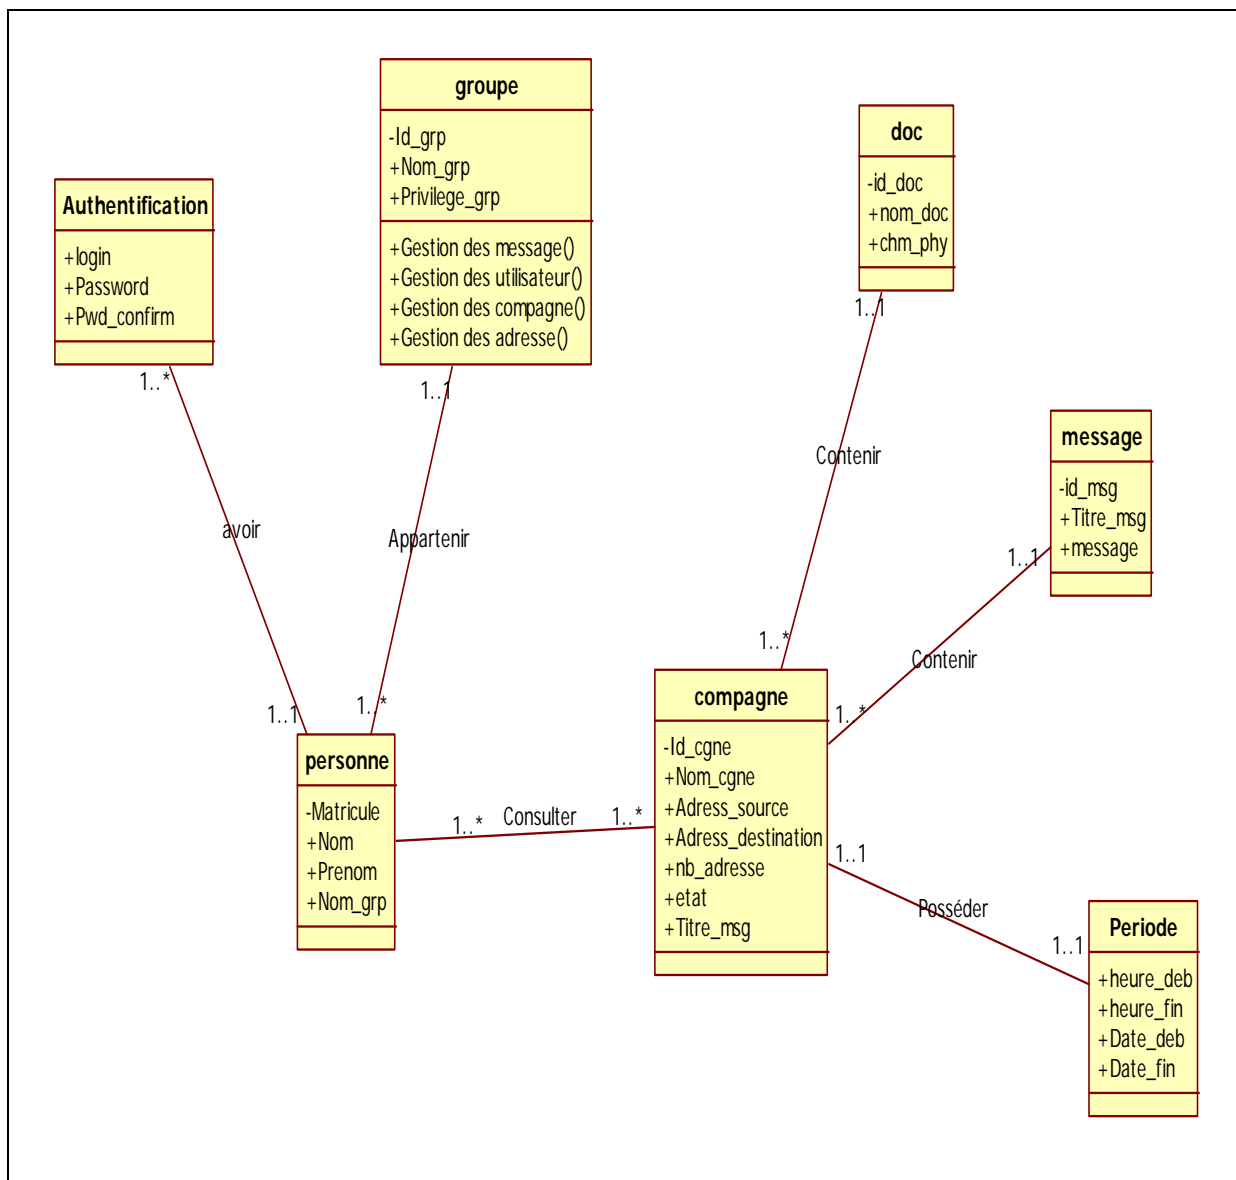 groupe
-Id_grp
+Nom_grp
+Privilege_grp
+Gestion des message()
+Gestion des utilisateur()
+Gestion des compagne()
+Gestion des adresse()
1..1
doc
-id_doc
+nom_doc
+chm_phy
1..1
Authentification
+login
+Password
+Pwd_confirm
1..*
message
-id_msg
+Titre_msg
+message
1..1
Contenir
avoir
Appartenir
1..*
Contenir
1..*
1..1
1..*
personne
-Matricule
+Nom
+Prenom
+Nom_grp
1..*
Consulter
1..*
compagne
-Id_cgne
+Nom_cgne
+Adress_source
+Adress_destination
+nb_adresse
+etat
+Titre_msg
1..1
Posséder
1..1
Periode
+heure_deb
+heure_fin
+Date_deb
+Date_fin